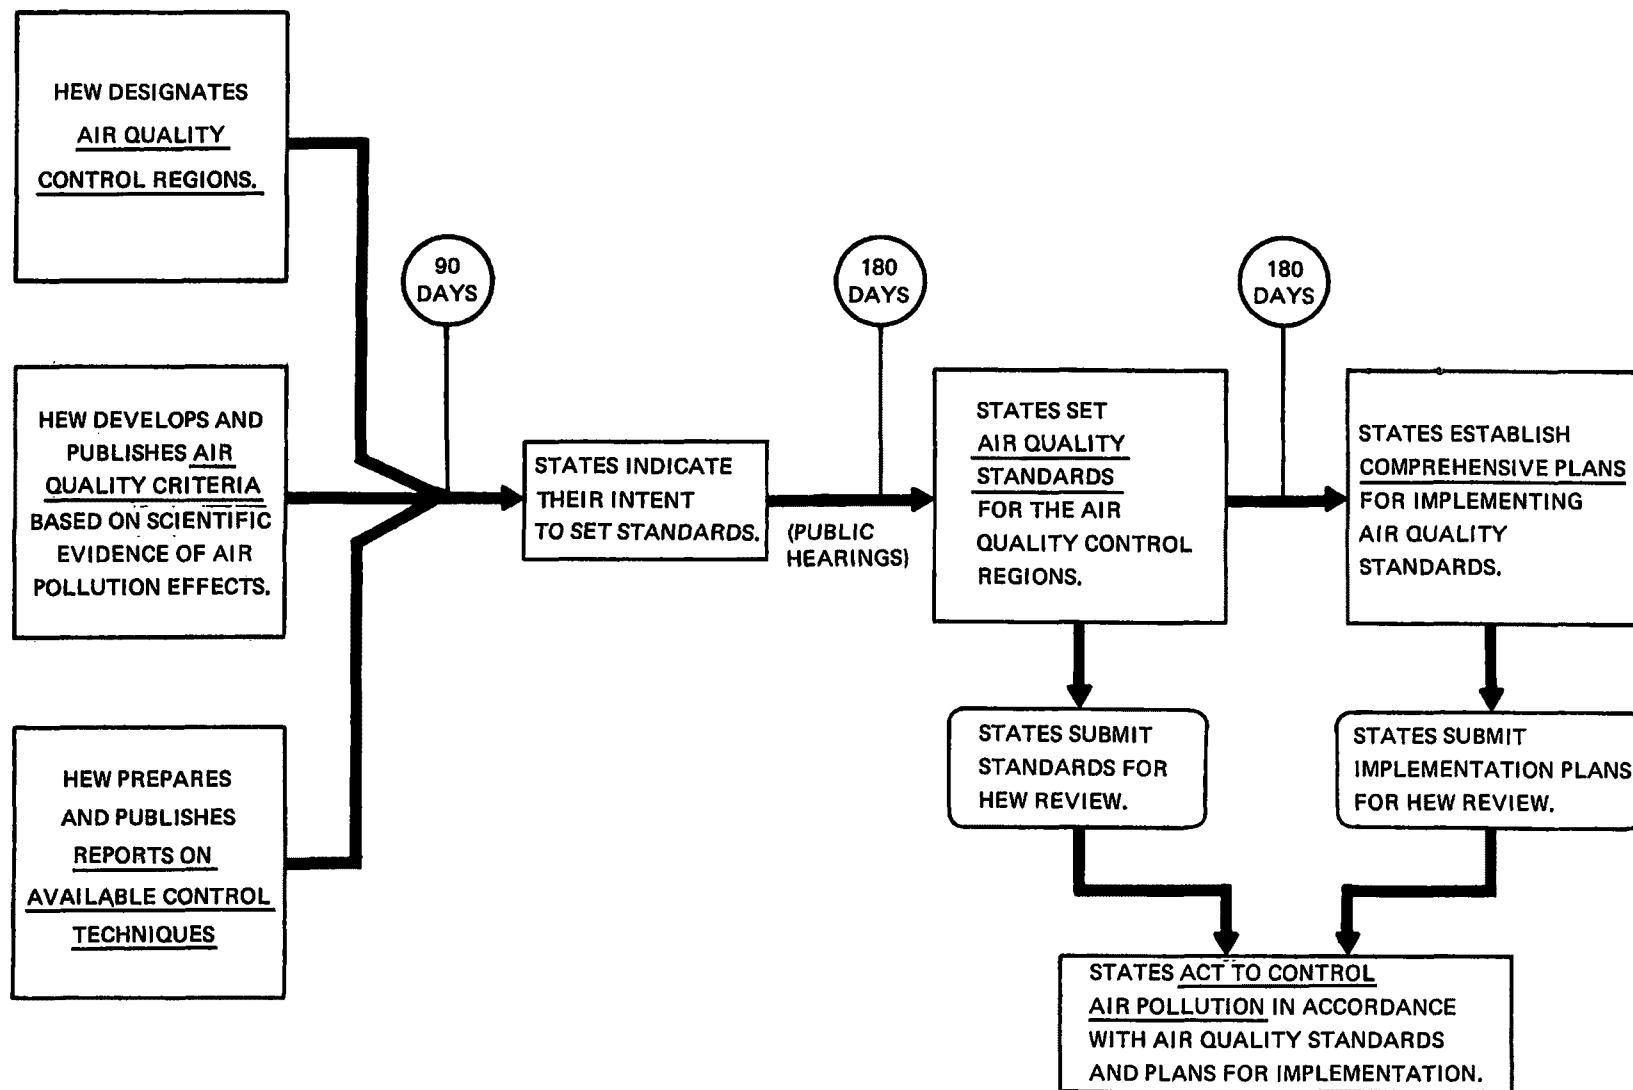 HEW DESIGNATES
AIR QUALITY
CONTROL REGIONS.
HEW DEVELOPS AND
PUBLISHES AIR
QUALITY CRITERIA
BASED ON SCIENTIFIC
EVIDENCE OF AIR
POLLUTION EFFECTS.
HEW PREPARES
AND PUBLISHES
REPORTS ON
AVAILABLE CONTROL
TECHNIQUES
90
DAYS
STATES INDICATE
THEIR INTENT
TO SET STANDARDS.
180
DAYS
(PUBLIC
HEARINGS)
STATES SET
AIR QUALITY
STANDARDS
FOR THE AIR
QUALITY CONTROL
REGIONS.
180
DAYS
STATES ESTABLISH
COMPREHENSIVE PLANS
FOR IMPLEMENTING
AIR QUALITY
STANDARDS.
STATES SUBMIT
STANDARDS FOR
HEW REVIEW.
STATES SUBMIT
IMPLEMENTATION PLANS
FOR HEW REVIEW.
STATES ACT TO CONTROL
AIR POLLUTION IN ACCORDANCE
WITH AIR QUALITY STANDARDS
AND PLANS FOR IMPLEMENTATION.